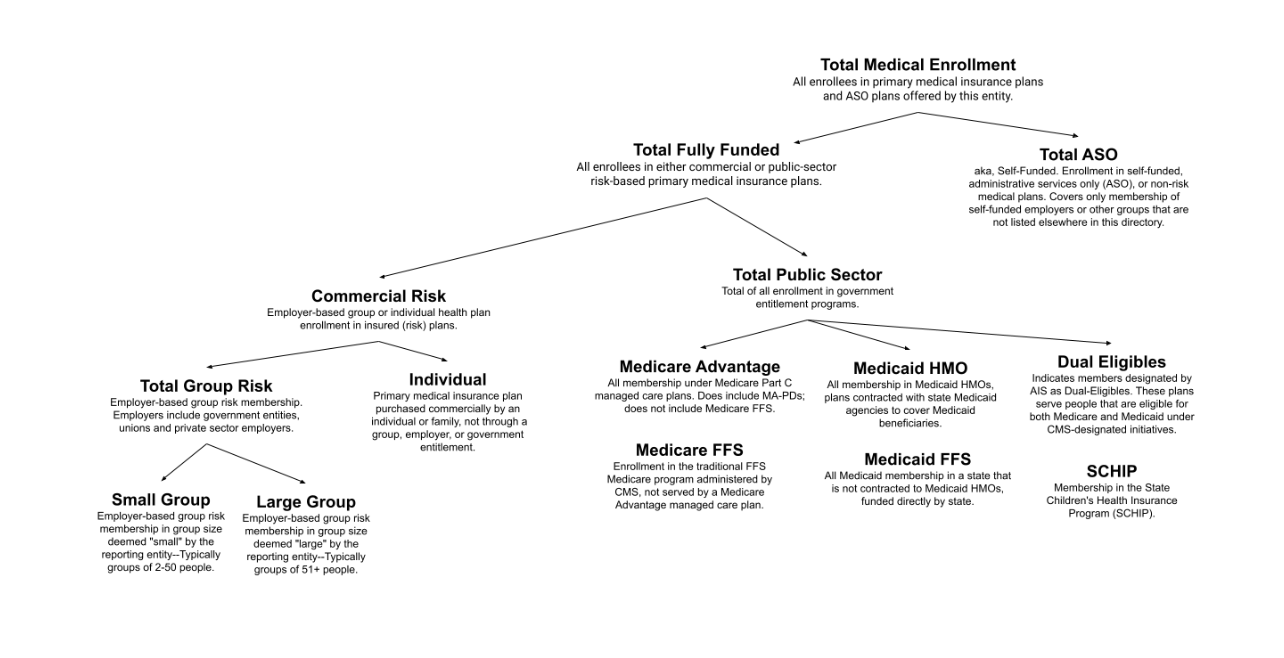 Total Medical Enrollment
All enrollees in primary medical insurance plans
and ASO plans offered by this entity.
Total Fully Funded
All enrollees in either commercial or public-sector
risk-based primary medical insurance plans.
Total ASO
aka, Self-Funded. Enrollment in self-funded,
administrative services only (ASO), or non-risk
medical plans. Covers only membership of
self-funded employers or other groups that are
not listed elsewhere in this directory.
Commercial Risk
Employer-based group or individual health plan
enrollment in insured (risk) plans.
Total Public Sector
Total of all enrollment in government
entitlement programs.
Total Group Risk
Employer-based group risk membership.
Employers include government entities,
unions and private sector employers.
Individual
Primary medical insurance plan
purchased commercially by an
individual or family, not through a
group, employer, or government
entitlement.
Medicare Advantage
All membership under Medicare Part C
managed care plans. Does include MA-PDs;
does not include Medicare FFS.
Medicaid HMO
All membership in Medicaid HMOs,
plans contracted with state Medicaid
agencies to cover Medicaid
beneficiaries.
Dual Eligibles
Indicates members designated by
AIS as Dual-Eligibles. These plans
serve people that are eligible for
both Medicare and Medicaid under
CMS-designated initiatives.
Medicare FFS
Enrollment in the traditional FFS
Medicare program administered by
CMS, not served by a Medicare
Advantage managed care plan.
Medicaid FFS
All Medicaid membership in a state that
is not contracted to Medicaid HMOs,
funded directly by state.
SCHIP
Membership in the State
Children's Health Insurance
Program (SCHIP).
Small Group
Employer-based group risk
membership in group size
deemed "small" by the
reporting entity--Typically
groups of 2-50 people.
Large Group
Employer-based group risk
membership in group size
deemed "large" by the
reporting entity--Typically
groups of 51+ people.